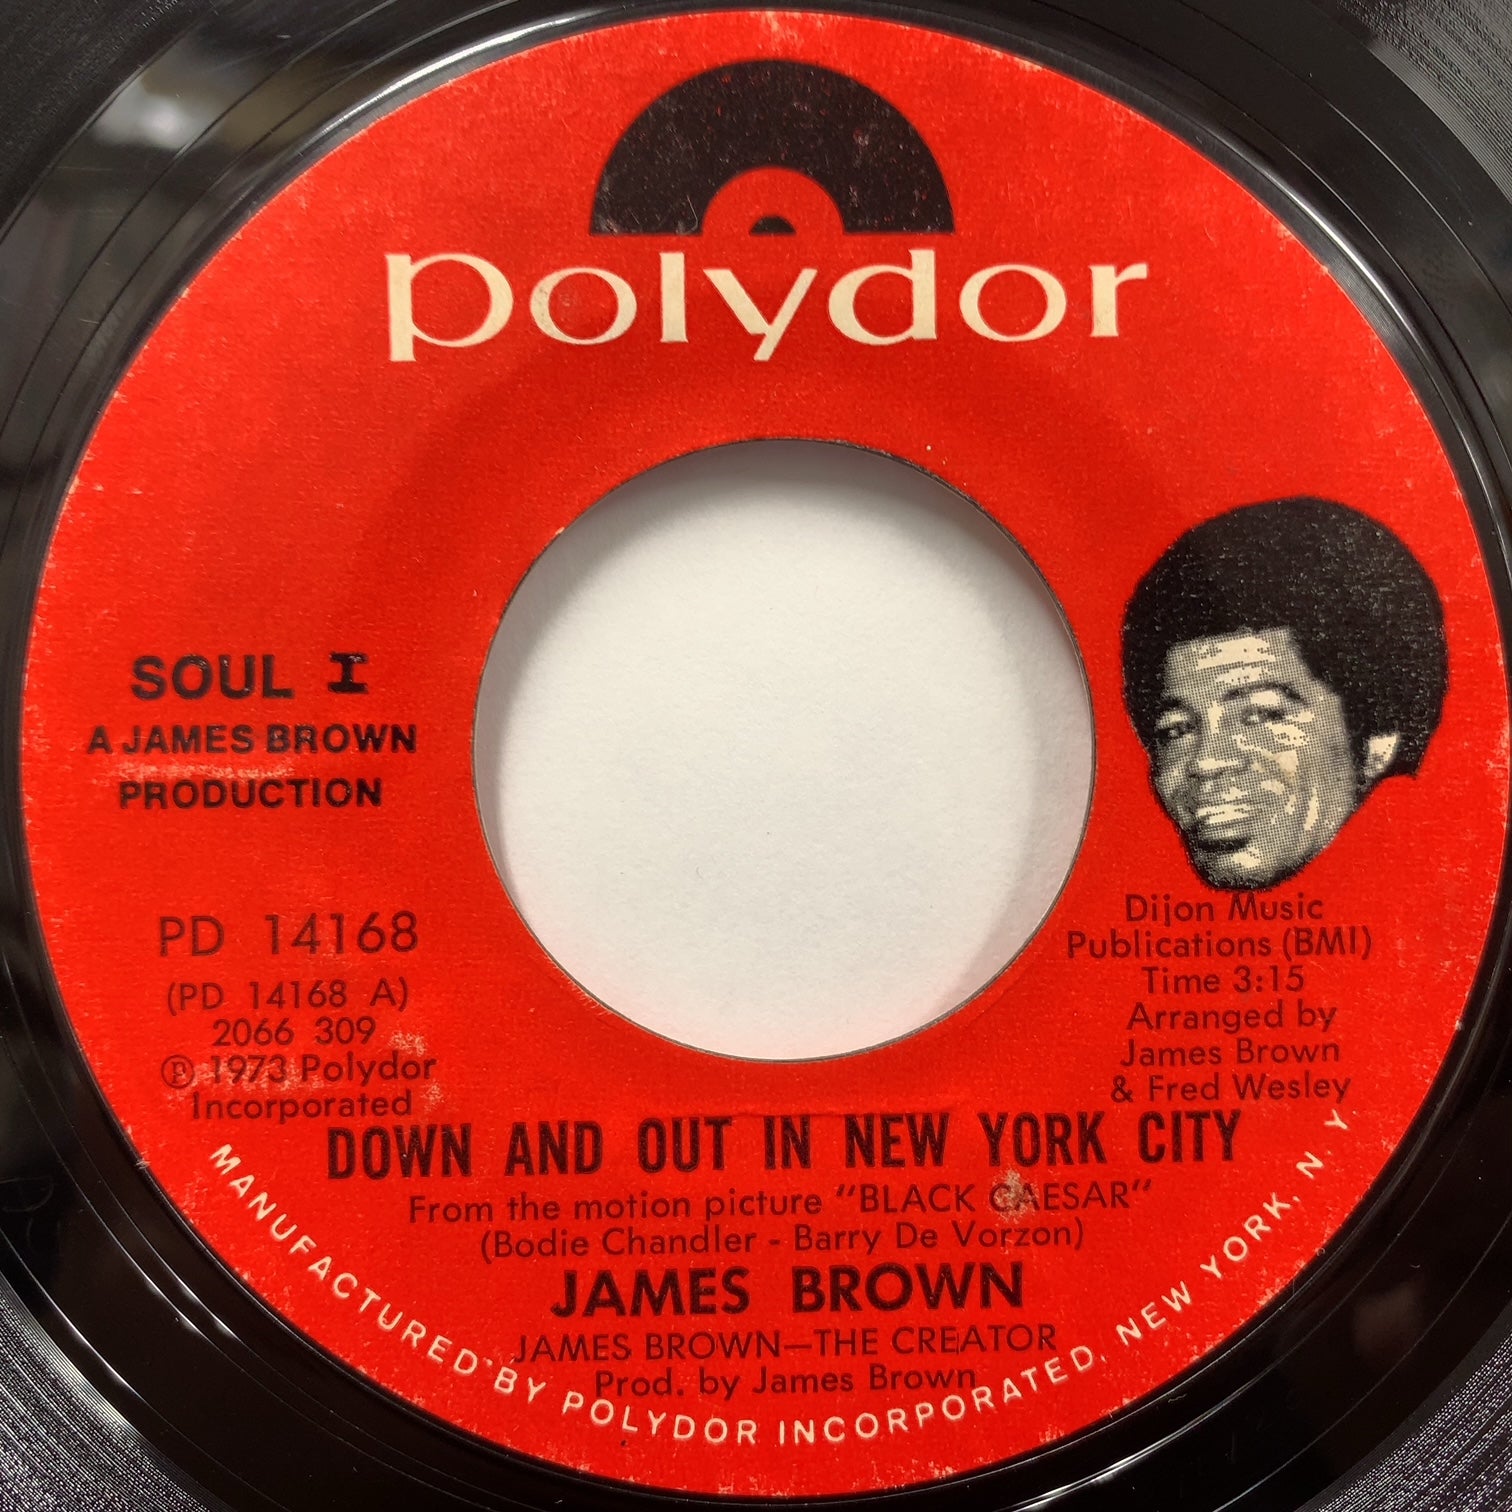 polydor
SOUL I
A JAMES BROWN
PRODUCTION
PD 14168
(PD 14168 A)
2066 309
℗ 1973 Polydor
Incorporated
Dijon Music
Publications (BMI)
Time 3:15
Arranged by
James Brown
& Fred Wesley
DOWN AND OUT IN NEW YORK CITY
From the motion picture "BLACK CAESAR"
(Bodie Chandler - Barry De Vorzon)
JAMES BROWN
JAMES BROWN—THE CREATOR
Prod. by James Brown
MANUFACTURED BY POLYDOR INCORPORATED, NEW YORK, N. Y.